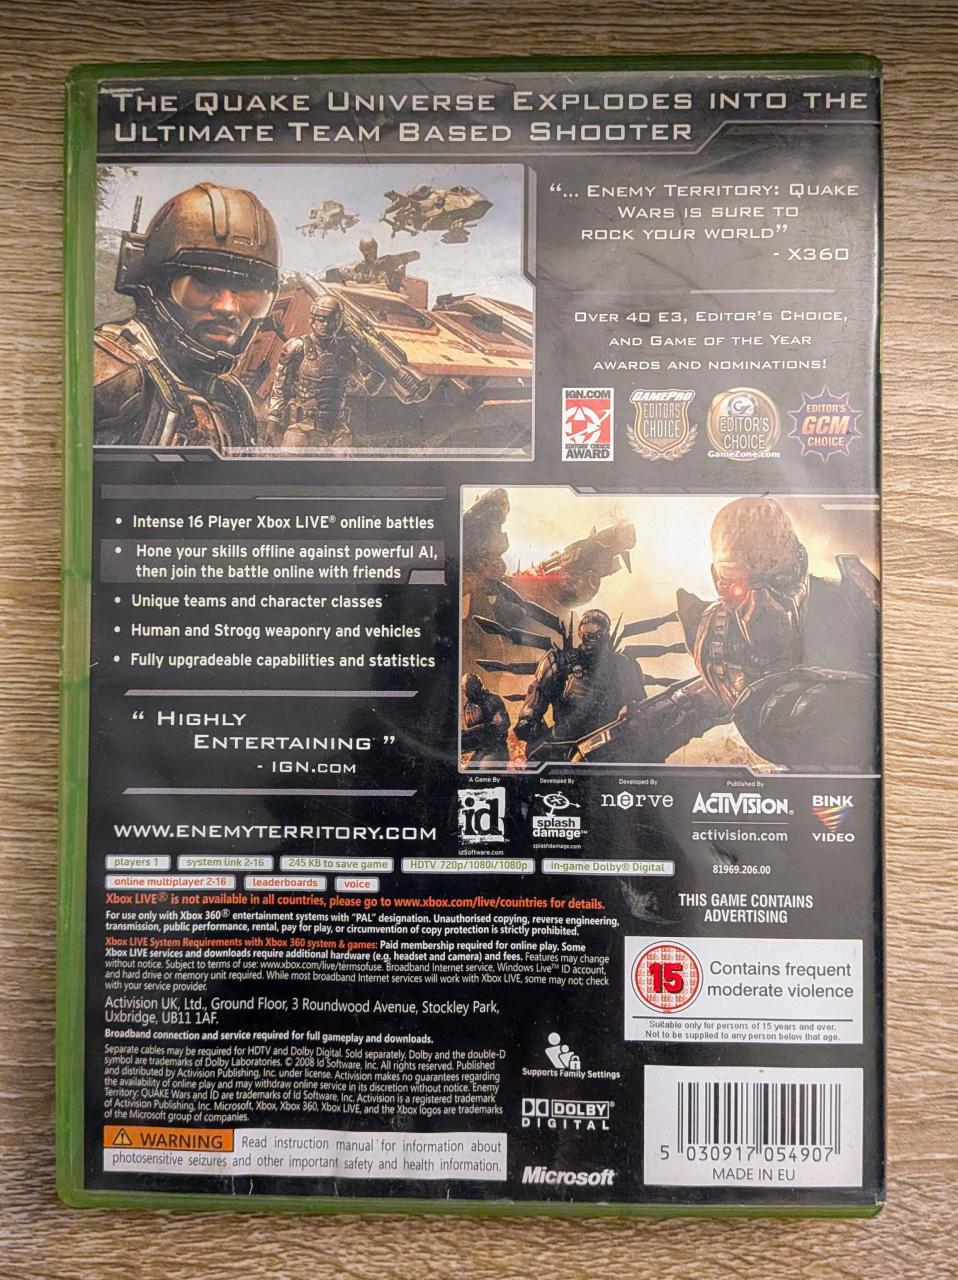 THE QUAKE UNIVERSE EXPLODES INTO THE
ULTIMATE TEAM BASED SHOOTER
"... ENEMY TERRITORY: QUAKE
WARS IS SURE TO
ROCK YOUR WORLD"
- X360
OVER 40 E3, EDITOR'S CHOICE,
AND GAME OF THE YEAR
AWARDS AND NOMINATIONS!
IGN.COM
EDITORS' CHOICE
AWARD
GAMEPRO
EDITORS'
CHOICE
GZ
EDITOR'S
CHOICE
GameZone.com
EDITOR'S
GCM
CHOICE
• Intense 16 Player Xbox LIVE® online battles
• Hone your skills offline against powerful AI,
then join the battle online with friends
• Unique teams and character classes
• Human and Strogg weaponry and vehicles
• Fully upgradeable capabilities and statistics
" HIGHLY
ENTERTAINING "
- IGN.COM
WWW.ENEMYTERRITORY.COM
A Game By
id
idSoftware.com
Developed By
splash
damage™
splashdamage.com
Developed By
nerve
Published By
ACTIVISION®
activision.com
BINK
VIDEO
players 1
system link 2-16
245 KB to save game
HDTV 720p/1080i/1080p
in-game Dolby® Digital
online multiplayer 2-16
leaderboards
voice
81969.206.00
Xbox LIVE® is not available in all countries, please go to www.xbox.com/live/countries for details.
For use only with Xbox 360® entertainment systems with "PAL" designation. Unauthorised copying, reverse engineering,
transmission, public performance, rental, pay for play, or circumvention of copy protection is strictly prohibited.
Xbox LIVE System Requirements with Xbox 360 system & games: Paid membership required for online play. Some
Xbox LIVE services and downloads require additional hardware (e.g. headset and camera) and fees. Features may change
without notice. Subject to terms of use: www.xbox.com/live/termsofuse. Broadband Internet service, Windows Live™ ID account,
and hard drive or memory unit required. While most broadband Internet services will work with Xbox LIVE, some may not; check
with your service provider.
THIS GAME CONTAINS
ADVERTISING
Activision UK, Ltd., Ground Floor, 3 Roundwood Avenue, Stockley Park,
Uxbridge, UB11 1AF.
Broadband connection and service required for full gameplay and downloads.
Separate cables may be required for HDTV and Dolby Digital. Sold separately. Dolby and the double-D
symbol are trademarks of Dolby Laboratories. © 2008 Id Software, Inc. All rights reserved. Published
and distributed by Activision Publishing, Inc. under license. Activision makes no guarantees regarding
the availability of online play and may withdraw online service in its discretion without notice. Enemy
Territory: QUAKE Wars and ID are trademarks of Id Software, Inc. Activision is a registered trademark
of Activision Publishing, Inc. Microsoft, Xbox, Xbox 360, Xbox LIVE, and the Xbox logos are trademarks
of the Microsoft group of companies.
15
Contains frequent
moderate violence
Suitable only for persons of 15 years and over.
Not to be supplied to any person below that age.
Supports Family Settings
DOLBY®
DIGITAL
Microsoft®
WARNING
Read instruction manual for information about
photosensitive seizures and other important safety and health information.
5 030917 054907
MADE IN EU